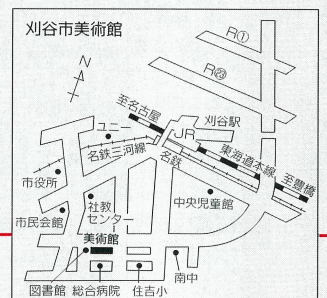 刈谷市美術館
R①
R㉓
N
至名古屋
刈谷駅
ユニー
JR
名鉄三河線
名鉄
東海道本線
至豊橋
市役所
社教
センター
中央児童館
市民会館
美術館
図書館
総合病院
住吉小
南中